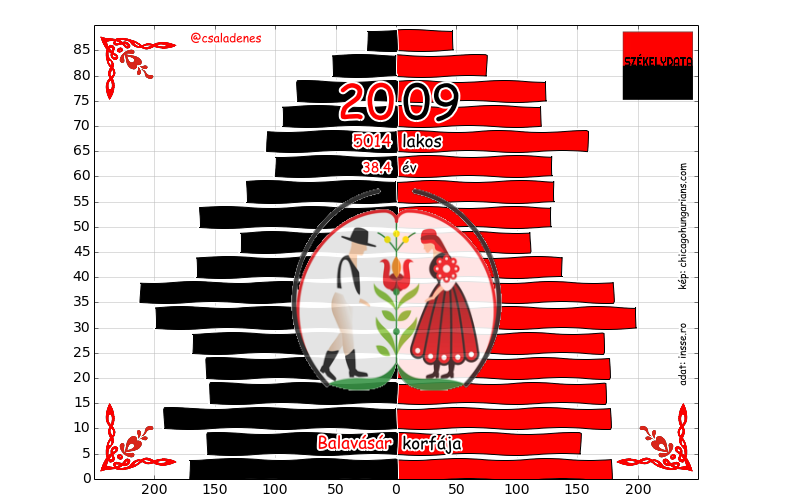 @csaladenes
SZÉKELYDATA
2009
5014 lakos
38.4 év
kép: chicagohungarians.com
adat: insse.ro
Balavásár korfája
85
80
75
70
65
60
55
50
45
40
35
30
25
20
15
10
5
0
200 150 100 50 0 50 100 150 200